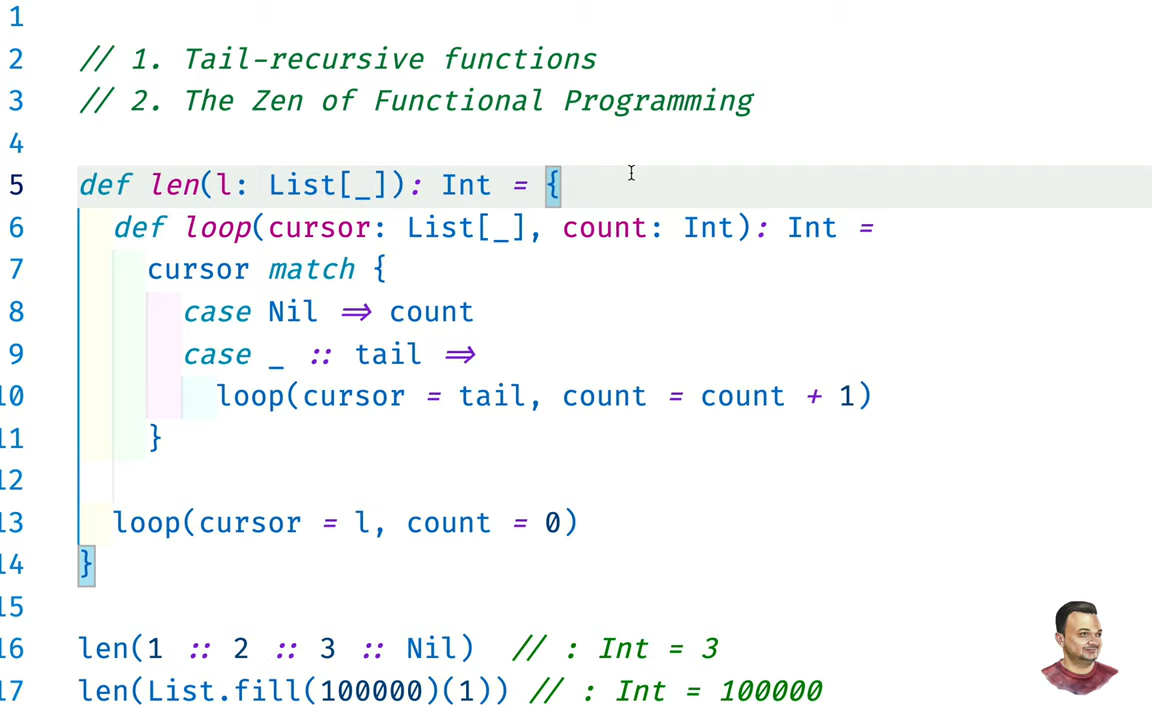 1
2 // 1. Tail-recursive functions
3 // 2. The Zen of Functional Programming
4
5 def len(l: List[_]): Int = {
6 def loop(cursor: List[_], count: Int): Int =
7 cursor match {
8 case Nil => count
9 case _ :: tail =>
10 loop(cursor = tail, count = count + 1)
11 }
12
13 loop(cursor = l, count = 0)
14 }
15
16 len(1 :: 2 :: 3 :: Nil) // : Int = 3
17 len(List.fill(100000)(1)) // : Int = 100000